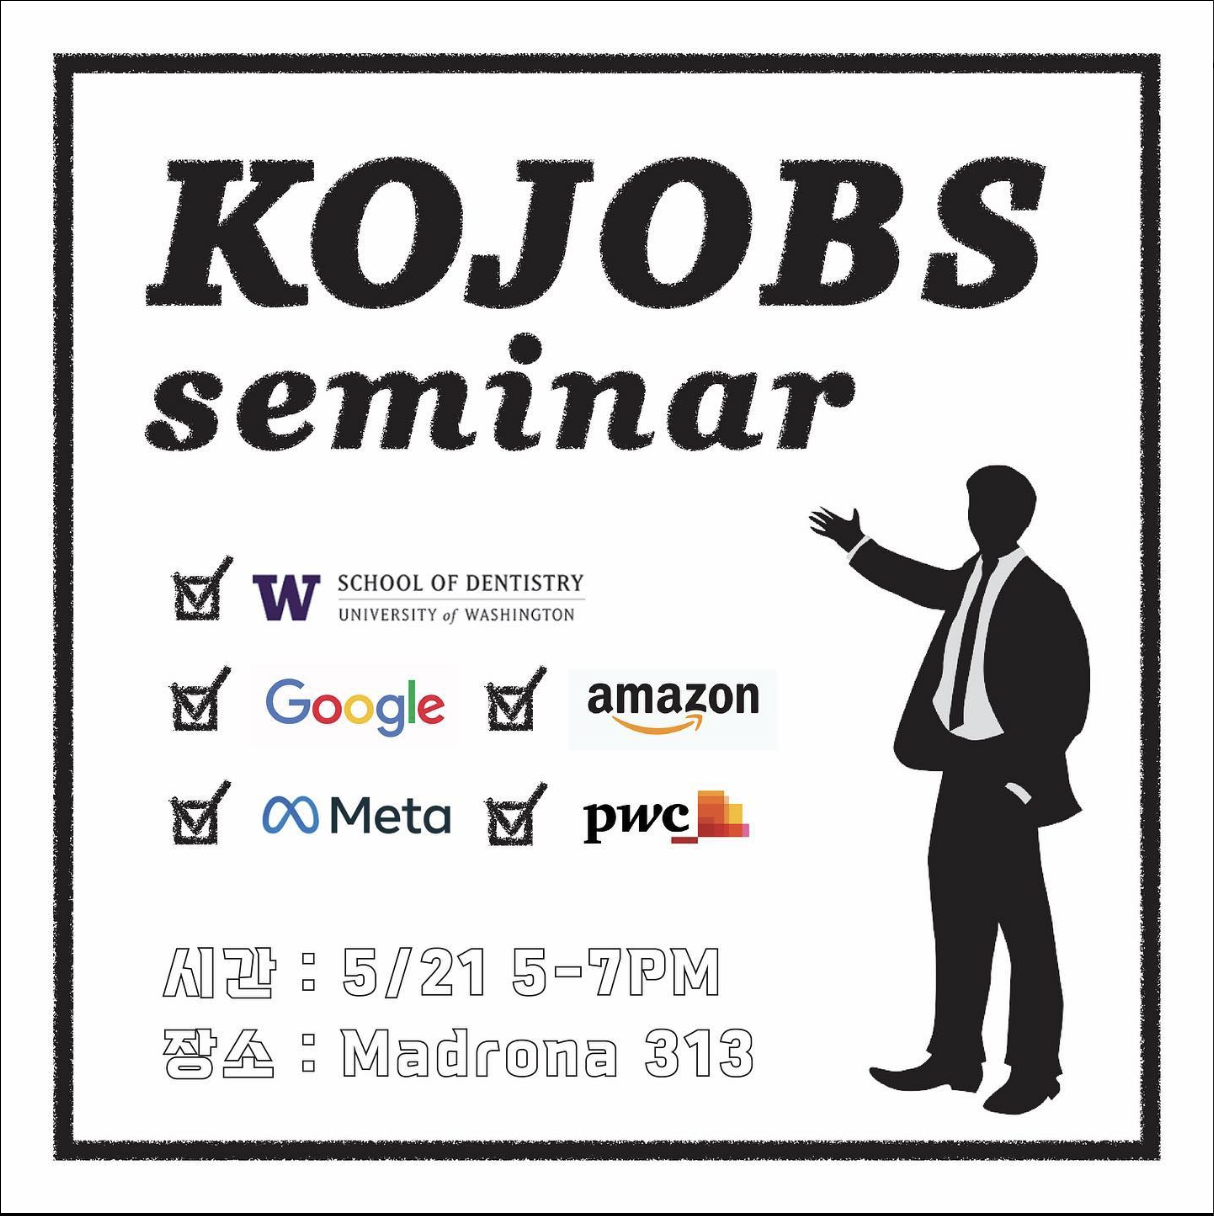 KOJOBS
seminar
W SCHOOL OF DENTISTRY
UNIVERSITY of WASHINGTON
Google amazon
Meta pwc
시간 : 5/21 5-7PM
장소 : Madrona 313